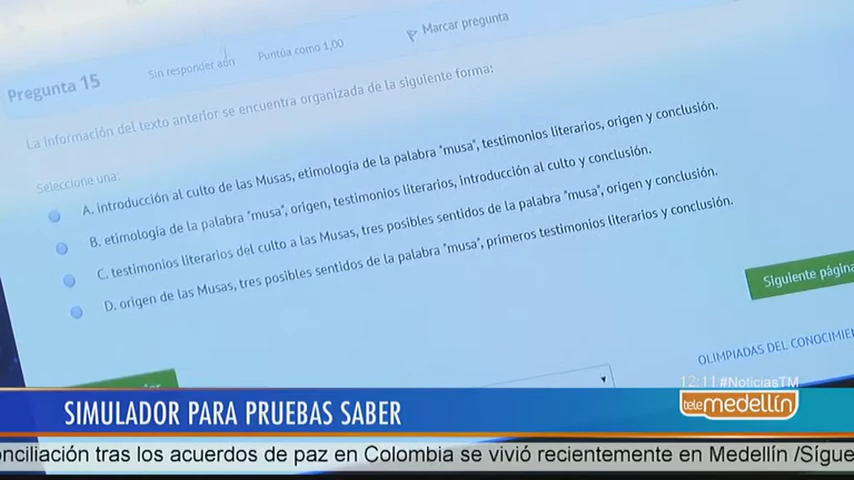 Pregunta 15
Sin responder aún
Puntúa como 1,00
Marcar pregunta
La información del texto anterior se encuentra organizada de la siguiente forma:
Seleccione una:
A. introducción al culto de las Musas, etimología de la palabra "musa", testimonios literarios, origen y conclusión.
B. etimología de la palabra "musa", origen, testimonios literarios, introducción al culto y conclusión.
C. testimonios literarios del culto a las Musas, tres posibles sentidos de la palabra "musa", origen y conclusión.
D. origen de las Musas, tres posibles sentidos de la palabra "musa", primeros testimonios literarios y conclusión.
Siguiente página
OLIMPIADAS DEL CONOCIMIEN
12:11 #NoticiasTM
telemedellín
SIMULADOR PARA PRUEBAS SABER
nciliación tras los acuerdos de paz en Colombia se vivió recientemente en Medellín /Sígue